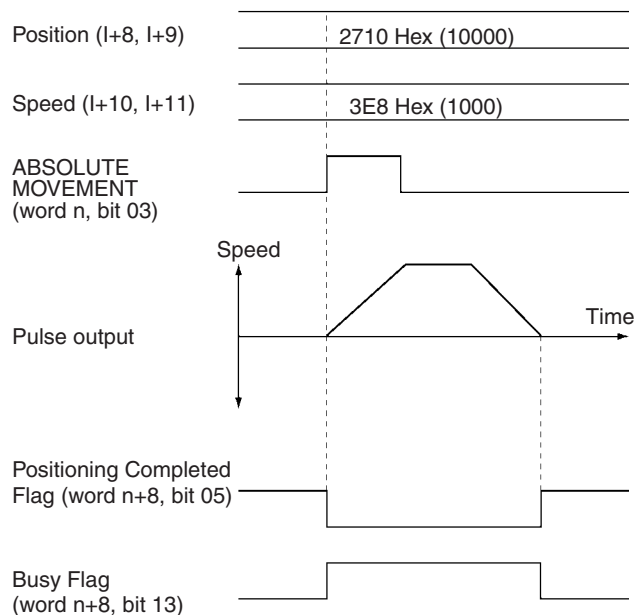 Position (I+8, I+9)
2710 Hex (10000)
Speed (I+10, I+11)
3E8 Hex (1000)
ABSOLUTE
MOVEMENT
(word n, bit 03)
Speed
Time
Pulse output
Positioning Completed
Flag (word n+8, bit 05)
Busy Flag
(word n+8, bit 13)